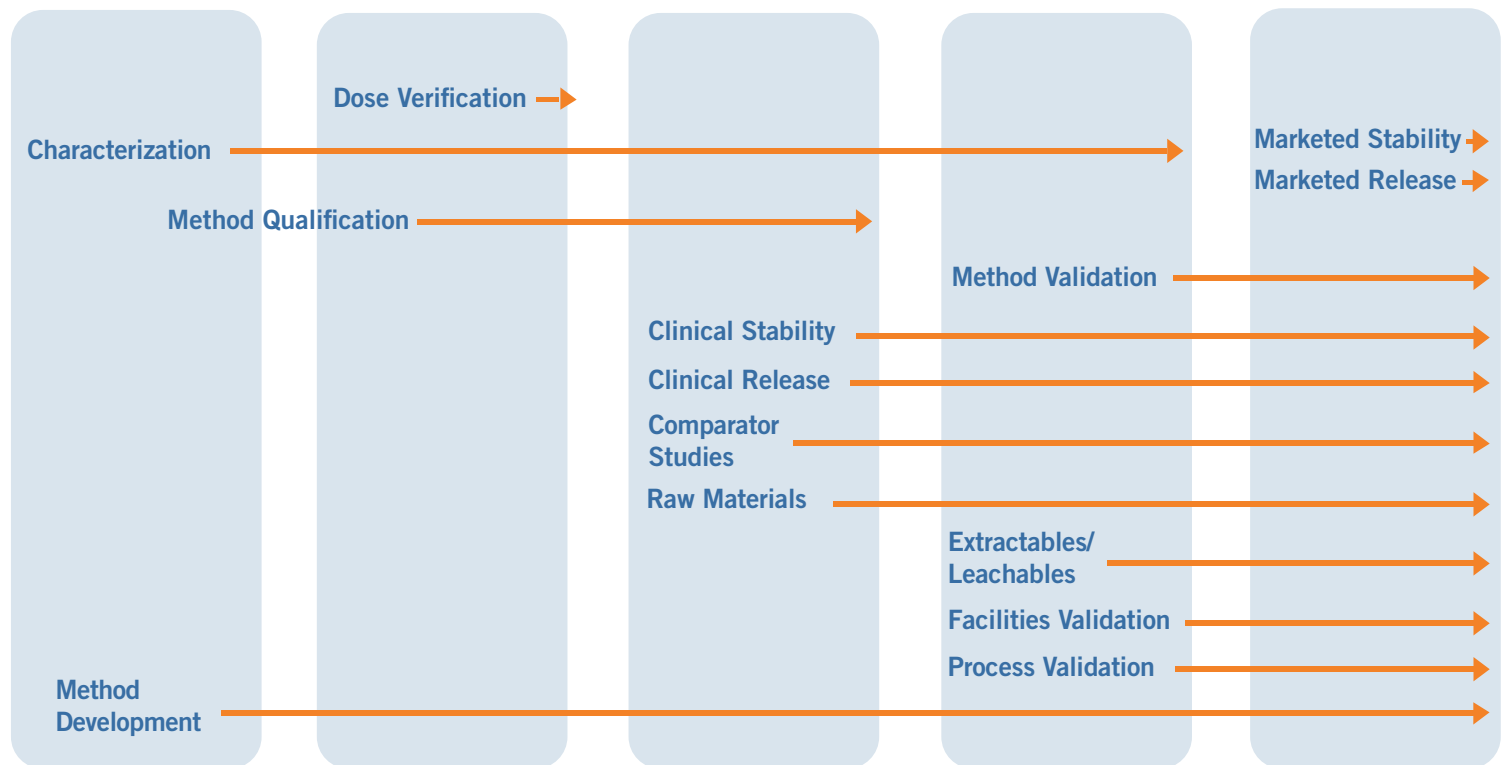 Dose Verification
Characterization
Marketed Stability
Marketed Release
Method Qualification
Method Validation
Clinical Stability
Clinical Release
Comparator
Studies
Raw Materials
Extractables/
Leachables
Facilities Validation
Process Validation
Method
Development